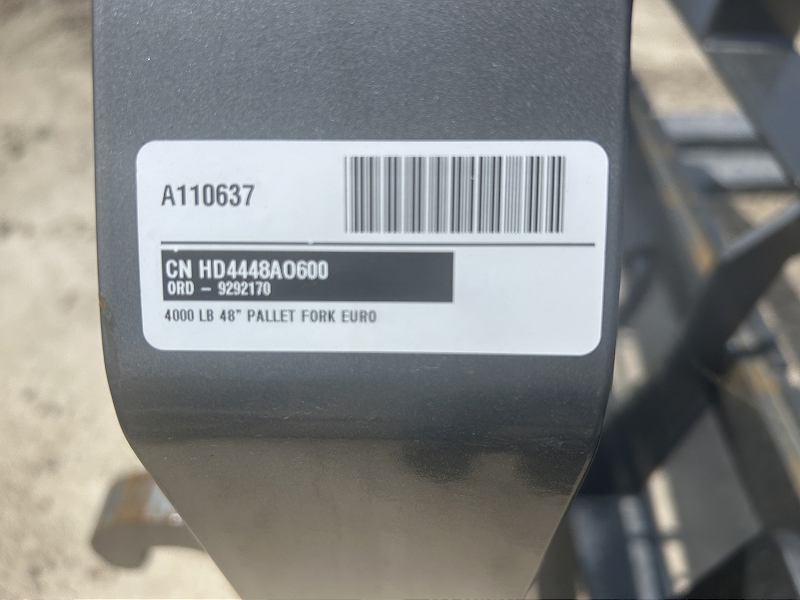 A110637
CN HD4448AO600
ORD - 9292170
4000 LB 48" PALLET FORK EURO